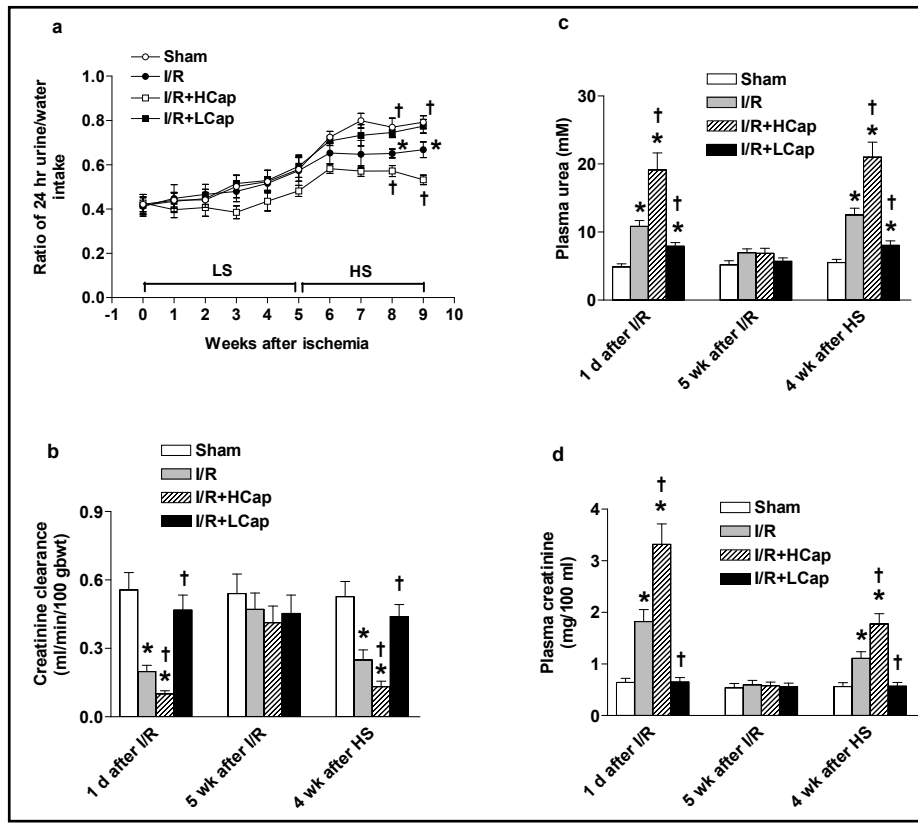 a
Sham
I/R
I/R+HCap
I/R+LCap
Ratio of 24 hr urine/water
intake
1.0
0.8
0.6
0.4
0.2
0.0
† †
* *
† †
LS HS
-1 0 1 2 3 4 5 6 7 8 9 10
Weeks after ischemia
c
Sham
I/R
I/R+HCap
I/R+LCap
Plasma urea (mM)
30
20
10
0
* † * † * * † * † *
1 d after I/R
5 wk after I/R
4 wk after HS
b
Sham
I/R
I/R+HCap
I/R+LCap
Creatinine clearance
(ml/min/100 gbwt)
0.9
0.6
0.3
0.0
* † * † * † * †
1 d after I/R
5 wk after I/R
4 wk after HS
d
Sham
I/R
I/R+HCap
I/R+LCap
Plasma creatinine
(mg/100 ml)
4
3
2
1
0
* † * † * † * †
1 d after I/R
5 wk after I/R
4 wk after HS